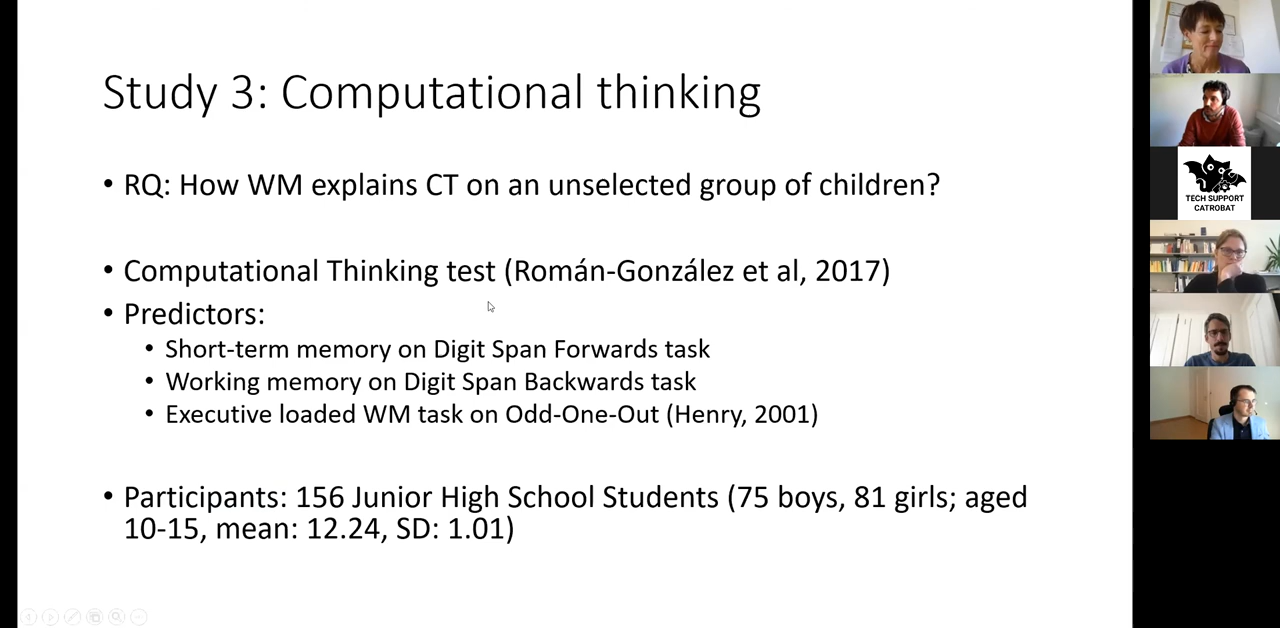 Study 3: Computational thinking
• RQ: How WM explains CT on an unselected group of children?
• Computational Thinking test (Román-González et al, 2017)
• Predictors:
• Short-term memory on Digit Span Forwards task
• Working memory on Digit Span Backwards task
• Executive loaded WM task on Odd-One-Out (Henry, 2001)
• Participants: 156 Junior High School Students (75 boys, 81 girls; aged
10-15, mean: 12.24, SD: 1.01)
TECH SUPPORT
CATROBAT